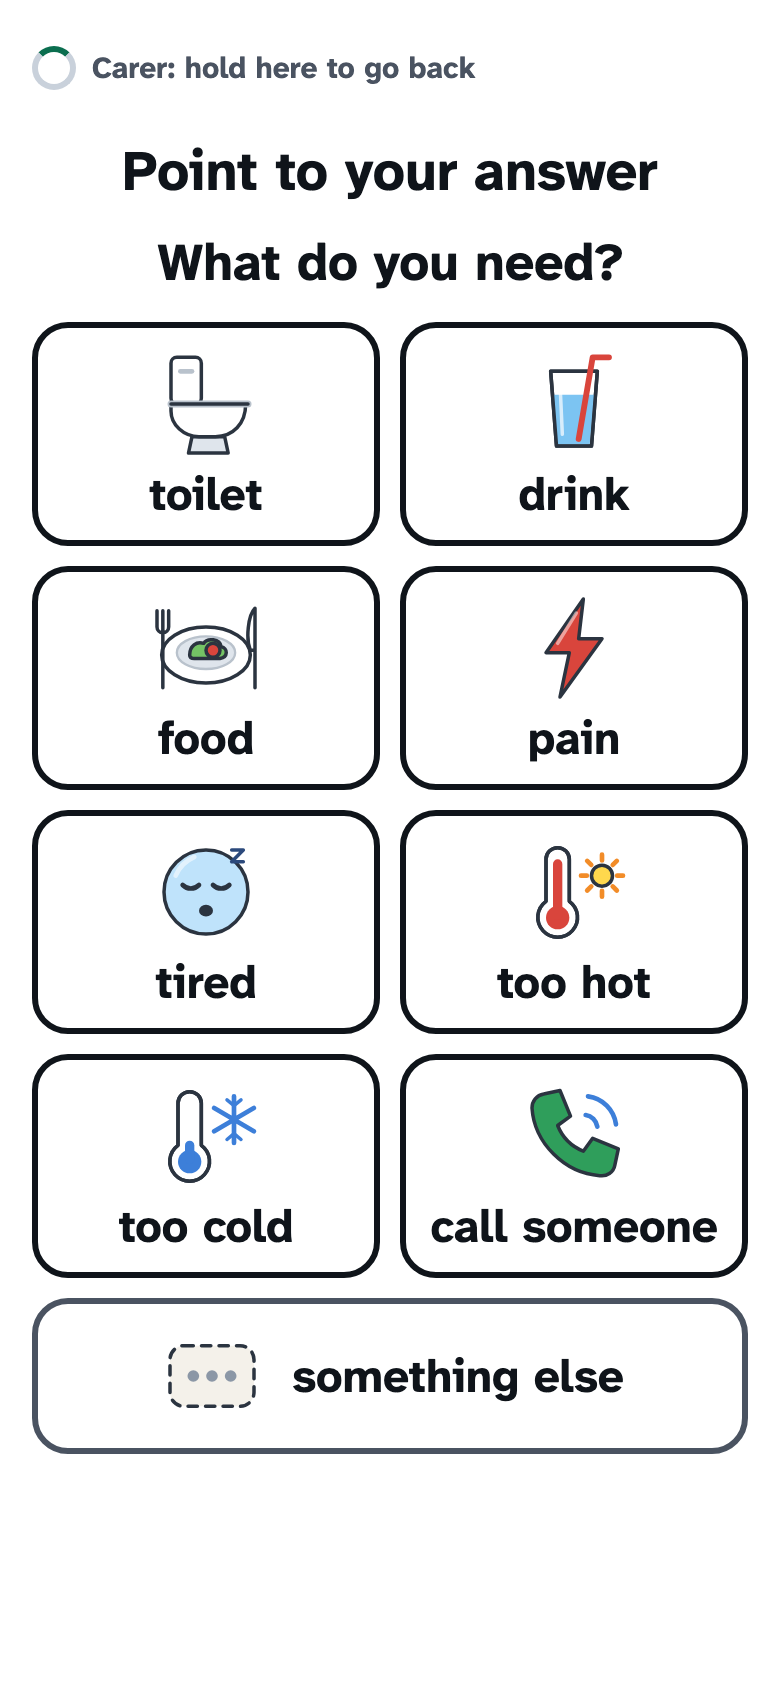 Carer: hold here to go back
Point to your answer
What do you need?
toilet
drink
food
pain
z
tired
too hot
too cold
call someone
something else